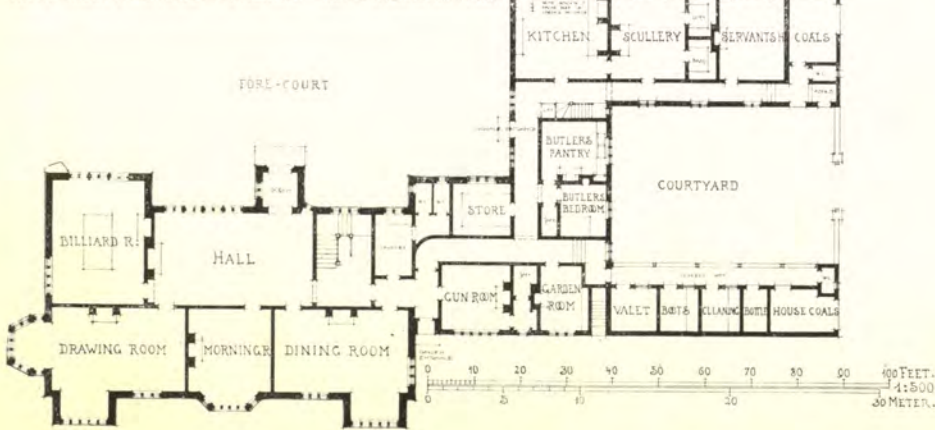 KITCHEN
SCULLERY
SERVANTS H
COALS
FORE-COURT
BUTLERS
PANTRY
BUTLERS
BEDROOM
COURTYARD
STORE
BILLIARD R.
HALL
GUN ROOM
GARDEN
ROOM
VALET
BOOTS
CLEANING
BOTTLE
HOUSE COALS
DRAWING ROOM
MORNING R.
DINING ROOM
GARDEN
ENTRANCE
0 10 20 30 40 50 60 70 80 90 100 FEET.
1:500
0 5 10 20 30 METER.